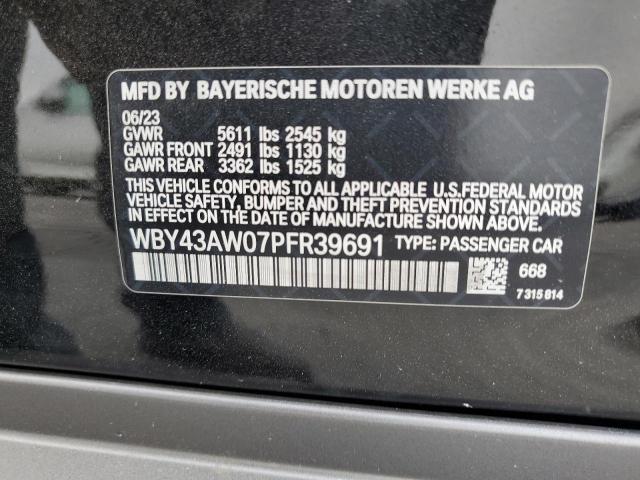 MFD BY BAYERISCHE MOTOREN WERKE AG
06/23
GVWR 5611 lbs 2545 kg
GAWR FRONT 2491 lbs 1130 kg
GAWR REAR 3362 lbs 1525 kg
THIS VEHICLE CONFORMS TO ALL APPLICABLE U.S.FEDERAL MOTOR
VEHICLE SAFETY, BUMPER AND THEFT PREVENTION STANDARDS
IN EFFECT ON THE DATE OF MANUFACTURE SHOWN ABOVE.
WBY43AW07PFR39691 TYPE: PASSENGER CAR
668
7 315 814